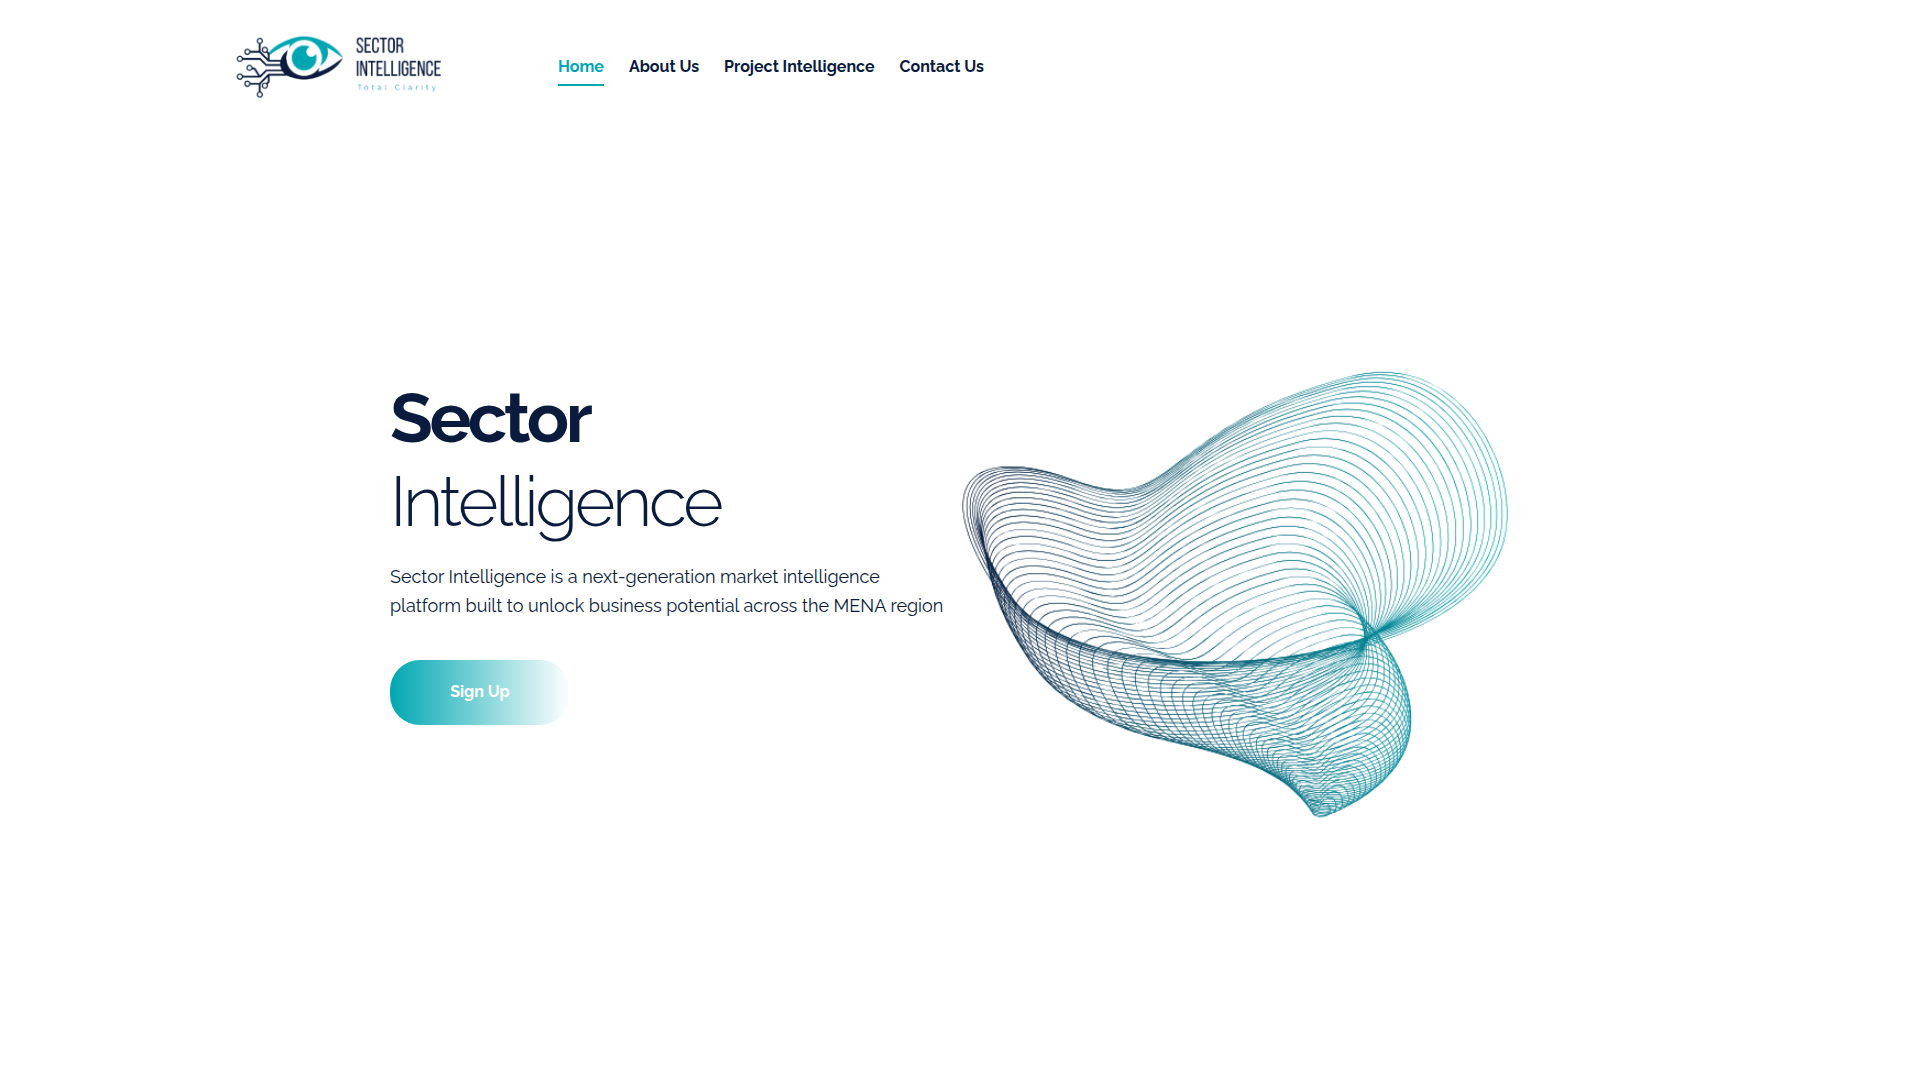 SECTOR
INTELLIGENCE
Total Clarity
Home
About Us
Project Intelligence
Contact Us
Sector
Intelligence
Sector Intelligence is a next-generation market intelligence
platform built to unlock business potential across the MENA region
Sign Up